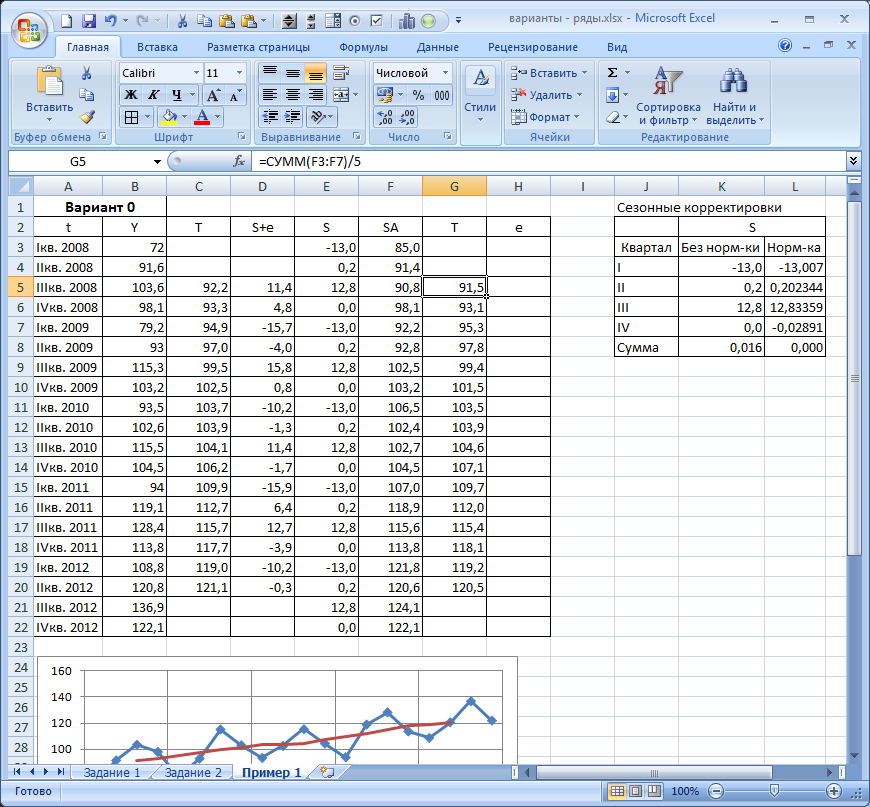 варианты - ряды.xlsx - Microsoft Excel
Главная Вставка Разметка страницы Формулы Данные Рецензирование Вид
Вставить
Буфер обмена
Calibri 11
Ж К Ч А А
Шрифт
Выравнивание
Числовой
% 000
Число
Стили
Вставить
Удалить
Формат
Ячейки
Σ
Сортировка и фильтр
Найти и выделить
Редактирование
G5 fx =СУММ(F3:F7)/5
A B C D E F G H I J K L
1 Вариант 0 Сезонные корректировки
2 t Y T S+e S SA T e S
3 Iкв. 2008 72 -13,0 85,0 Квартал Без норм-ки Норм-ка
4 IIкв. 2008 91,6 0,2 91,4 I -13,0 -13,007
5 IIIкв. 2008 103,6 92,2 11,4 12,8 90,8 91,5 II 0,2 0,202344
6 IVкв. 2008 98,1 93,3 4,8 0,0 98,1 93,1 III 12,8 12,83359
7 Iкв. 2009 79,2 94,9 -15,7 -13,0 92,2 95,3 IV 0,0 -0,02891
8 IIкв. 2009 93 97,0 -4,0 0,2 92,8 97,8 Сумма 0,016 0,000
9 IIIкв. 2009 115,3 99,5 15,8 12,8 102,5 99,4
10 IVкв. 2009 103,2 102,5 0,8 0,0 103,2 101,5
11 Iкв. 2010 93,5 103,7 -10,2 -13,0 106,5 103,5
12 IIкв. 2010 102,6 103,9 -1,3 0,2 102,4 103,9
13 IIIкв. 2010 115,5 104,1 11,4 12,8 102,7 104,6
14 IVкв. 2010 104,5 106,2 -1,7 0,0 104,5 107,1
15 Iкв. 2011 94 109,9 -15,9 -13,0 107,0 109,7
16 IIкв. 2011 119,1 112,7 6,4 0,2 118,9 112,0
17 IIIкв. 2011 128,4 115,7 12,7 12,8 115,6 115,4
18 IVкв. 2011 113,8 117,7 -3,9 0,0 113,8 118,1
19 Iкв. 2012 108,8 119,0 -10,2 -13,0 121,8 119,2
20 IIкв. 2012 120,8 121,1 -0,3 0,2 120,6 120,5
21 IIIкв. 2012 136,9 12,8 124,1
22 IVкв. 2012 122,1 0,0 122,1
23
24 160
25
26 140
27 120
28 100
Задание 1 Задание 2 Пример 1
Готово 100%